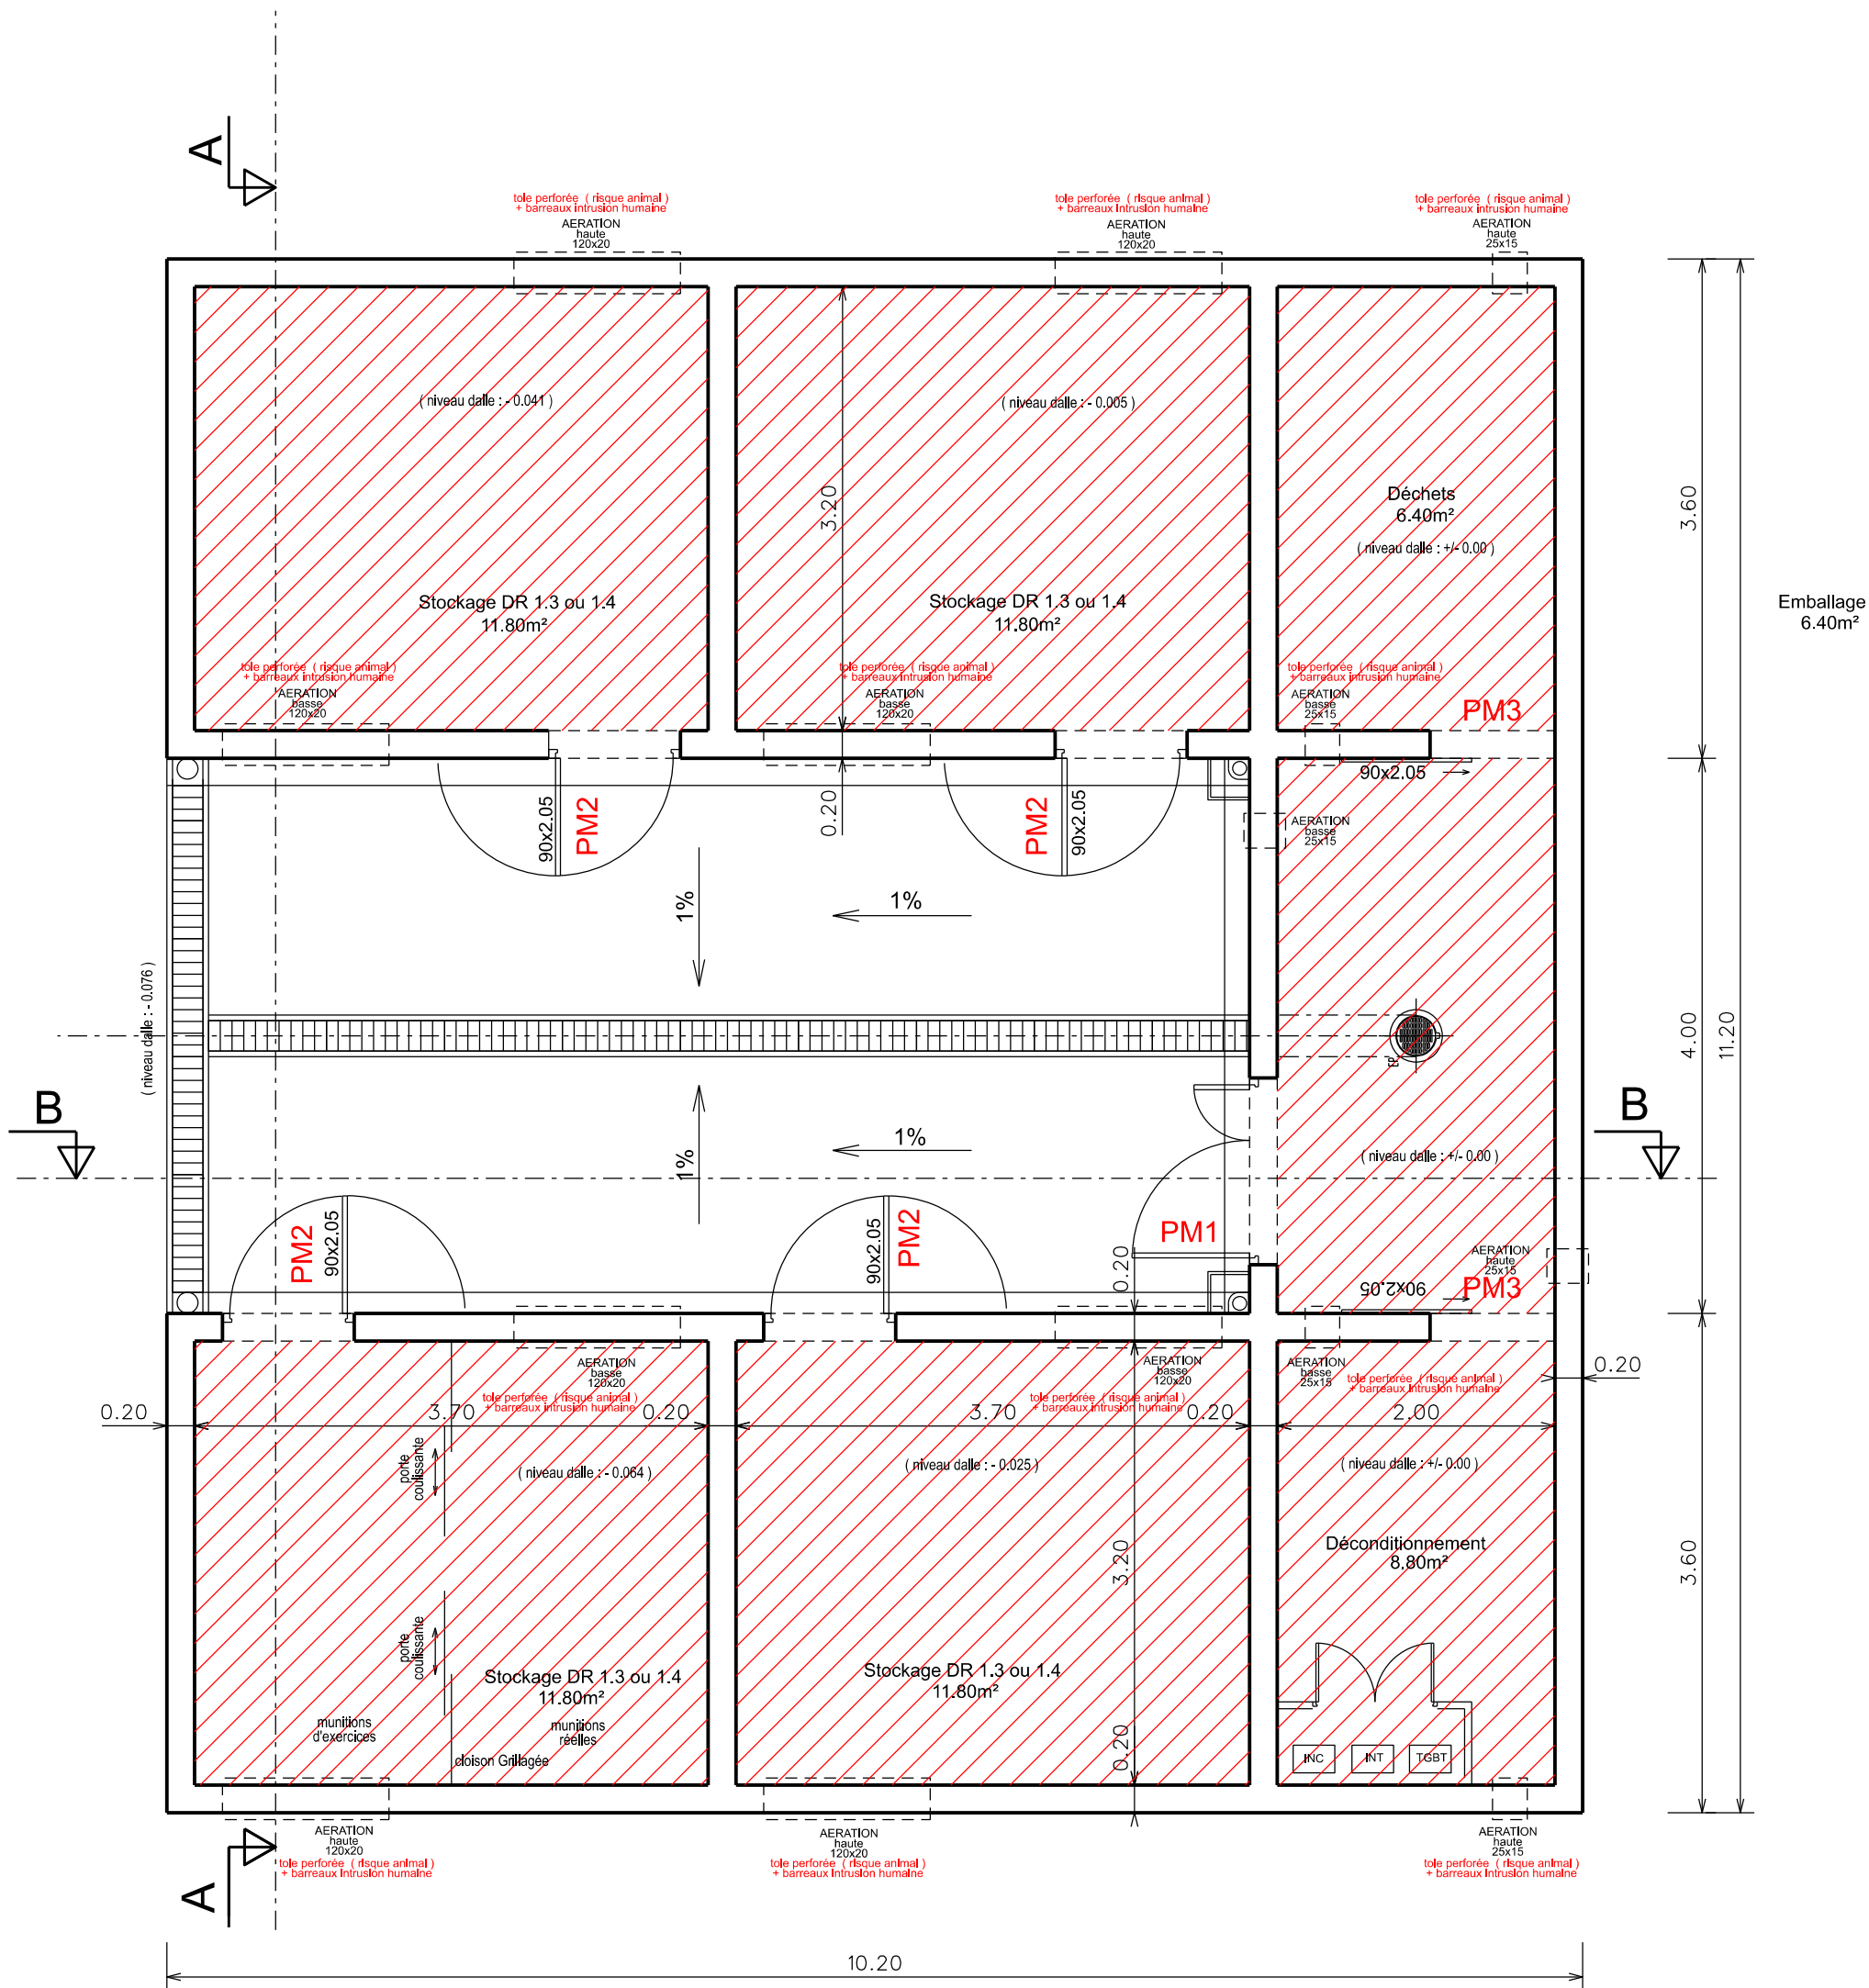 A
tole perforée ( risque animal )
+ barreaux intrusion humaine
AERATION
haute
120x20
tole perforée ( risque animal )
+ barreaux intrusion humaine
AERATION
haute
120x20
tole perforée ( risque animal )
+ barreaux intrusion humaine
AERATION
haute
25x15
( niveau dalle : - 0.041 )
( niveau dalle : - 0.005 )
3.20
Déchets
6.40m²
( niveau dalle : +/- 0.00 )
3.60
Stockage DR 1.3 ou 1.4
11.80m²
Stockage DR 1.3 ou 1.4
11.80m²
Emballage
6.40m²
tole perforée ( risque animal )
+ barreaux intrusion humaine
AERATION
basse
120x20
tole perforée ( risque animal )
+ barreaux intrusion humaine
AERATION
basse
120x20
tole perforée ( risque animal )
+ barreaux intrusion humaine
AERATION
basse
25x15
PM3
90x2.05
90x2.05
PM2
0.20
PM2
90x2.05
AERATION
basse
25x15
1%
1%
( niveau dalle : - 0.076 )
4.00
11.20
EP
B
B
1%
1%
( niveau dalle : +/- 0.00 )
PM2
90x2.05
90x2.05
PM2
PM1
0.20
AERATION
haute
25x15
90x2.05
PM3
AERATION
basse
120x20
tole perforée ( risque animal )
+ barreaux intrusion humaine
AERATION
basse
120x20
tole perforée ( risque animal )
+ barreaux intrusion humaine
AERATION
basse
25x15
tole perforée ( risque animal )
+ barreaux intrusion humaine
0.20
0.20
3.70
0.20
3.70
0.20
2.00
porte
coulissante
( niveau dalle : - 0.064 )
( niveau dalle : - 0.025 )
( niveau dalle : +/- 0.00 )
Déconditionnement
8.80m²
3.20
3.60
porte
coulissante
Stockage DR 1.3 ou 1.4
11.80m²
Stockage DR 1.3 ou 1.4
11.80m²
munitions
d'exercices
munitions
réelles
cloison Grillagée
0.20
INC
INT
TGBT
AERATION
haute
120x20
tole perforée ( risque animal )
+ barreaux intrusion humaine
AERATION
haute
120x20
tole perforée ( risque animal )
+ barreaux intrusion humaine
AERATION
haute
25x15
tole perforée ( risque animal )
+ barreaux intrusion humaine
A
10.20